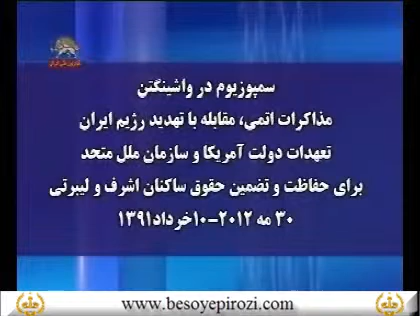 سمپوزیوم در واشینگتن
مذاکرات اتمی، مقابله با تهدید رژیم ایران
تعهدات دولت آمریکا و سازمان ملل متحد
برای حفاظت و تضمین حقوق ساکنان اشرف و لیبرتی
۳۰ مه ۲۰۱۲-۱۰خرداد۱۳۹۱
www.besoyepirozi.com